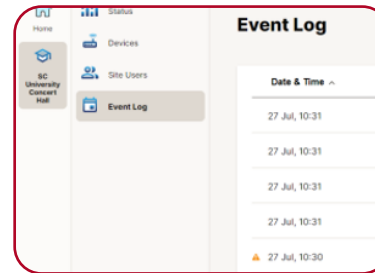 Home
SC
University
Concert
Hall
Status
Devices
Site Users
Event Log
Event Log
Date & Time
27 Jul, 10:31
27 Jul, 10:31
27 Jul, 10:31
27 Jul, 10:31
27 Jul, 10:30